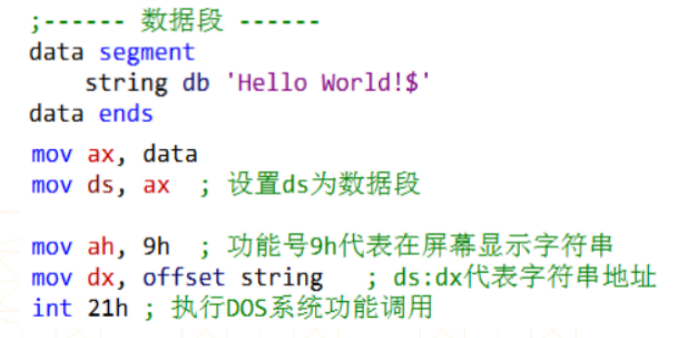 ;------ 数据段 ------
data segment
    string db 'Hello World!$'
data ends
mov ax, data
mov ds, ax  ; 设置ds为数据段
mov ah, 9h  ; 功能号9h代表在屏幕显示字符串
mov dx, offset string   ; ds:dx代表字符串地址
int 21h ; 执行DOS系统功能调用